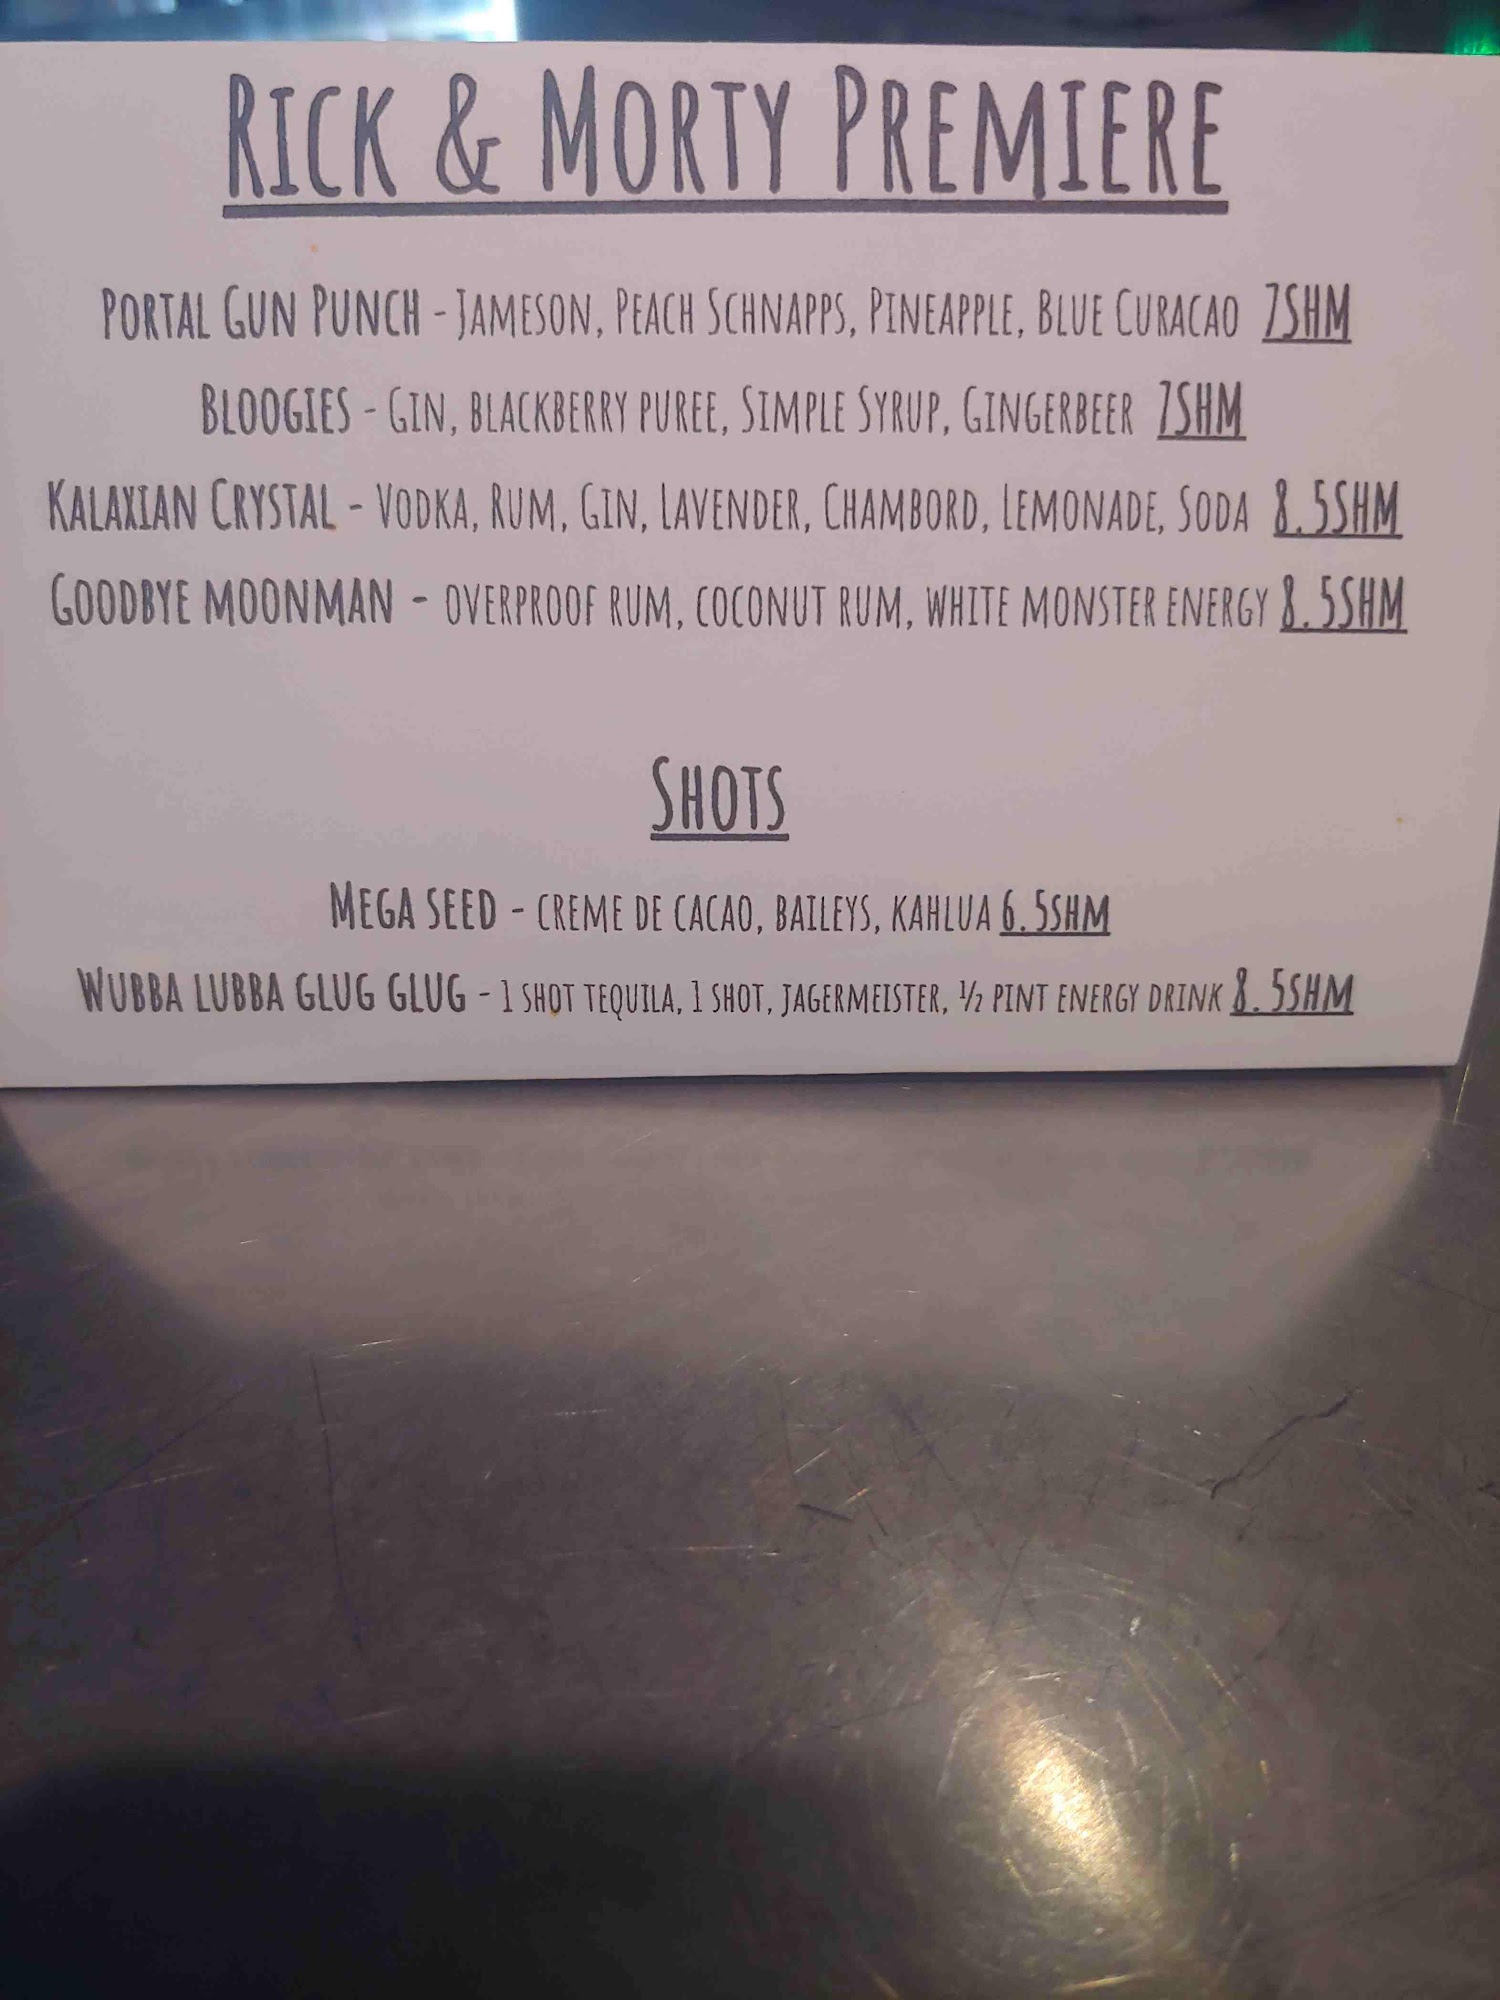 Rick & Morty Premiere
Portal Gun Punch - Jameson, Peach Schnapps, Pineapple, Blue Curacao 7SHM
Bloogies - Gin, blackberry puree, Simple Syrup, Gingerbeer 7SHM
Kalaxian Crystal - Vodka, Rum, Gin, Lavender, Chambord, Lemonade, Soda 8.5SHM
Goodbye moonman - overproof rum, coconut rum, white monster energy 8.5SHM
Shots
Mega seed - creme de cacao, baileys, kahlua 6.5SHM
Wubba lubba glug glug - 1 shot tequila, 1 shot, jagermeister, ½ pint energy drink 8.5SHM